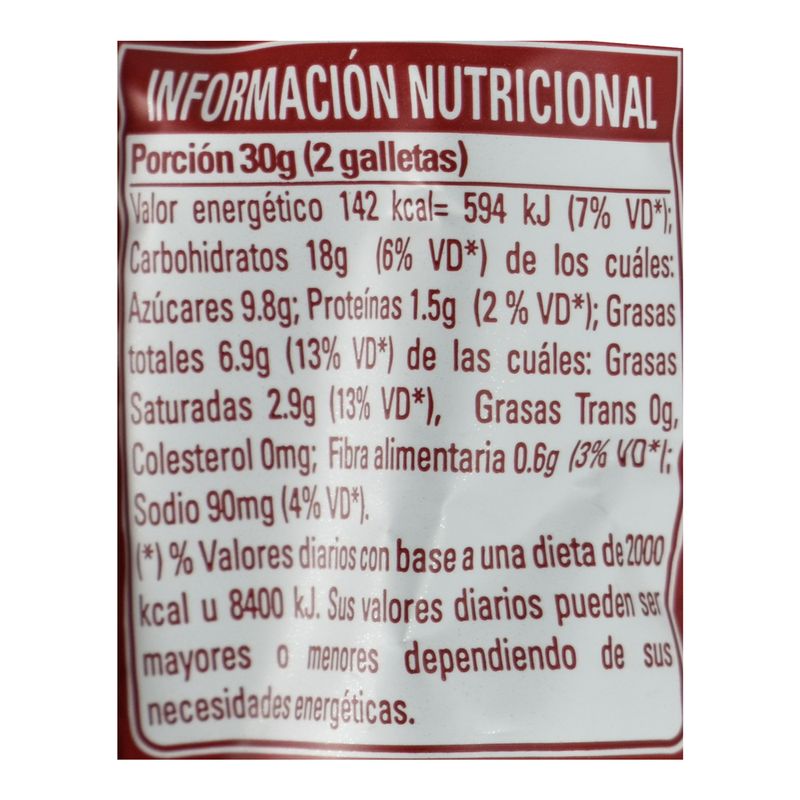 INFORMACIÓN NUTRICIONAL
Porción 30g (2 galletas)
Valor energético 142 kcal= 594 kJ (7% VD*);
Carbohidratos 18g (6% VD*) de los cuáles:
Azúcares 9.8g; Proteínas 1.5g (2 % VD*); Grasas
totales 6.9g (13% VD*) de las cuáles: Grasas
Saturadas 2.9g (13% VD*), Grasas Trans 0g,
Colesterol 0mg; Fibra alimentaria 0.6g (3% VD*);
Sodio 90mg (4% VD*).
(*) % Valores diarios con base a una dieta de 2000
kcal u 8400 kJ. Sus valores diarios pueden ser
mayores o menores dependiendo de sus
necesidades energéticas.